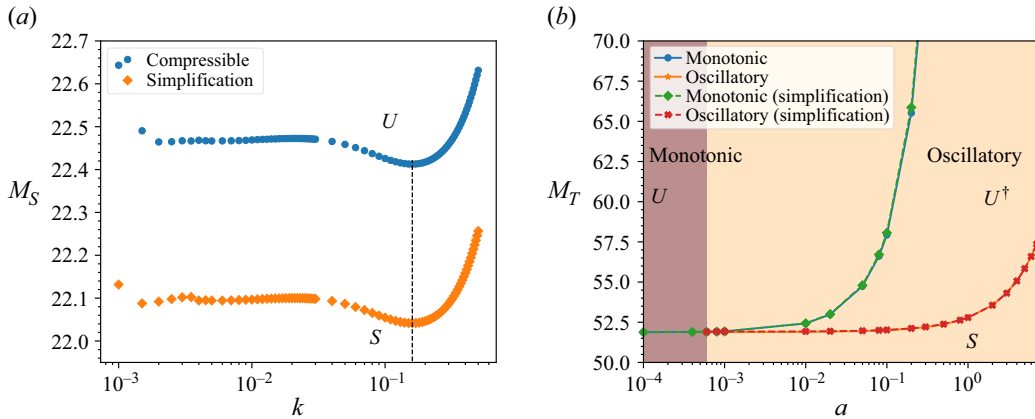 (a)
22.7
22.6
22.5
22.4
22.3
22.2
22.1
22.0
M_S
Compressible
Simplification
U
S
10⁻³
10⁻²
10⁻¹
k
(b)
70.0
67.5
65.0
62.5
60.0
57.5
55.0
52.5
50.0
M_T
Monotonic
Oscillatory
Monotonic (simplification)
Oscillatory (simplification)
Monotonic
Oscillatory
U
U†
S
10⁻⁴
10⁻³
10⁻²
10⁻¹
10⁰
a